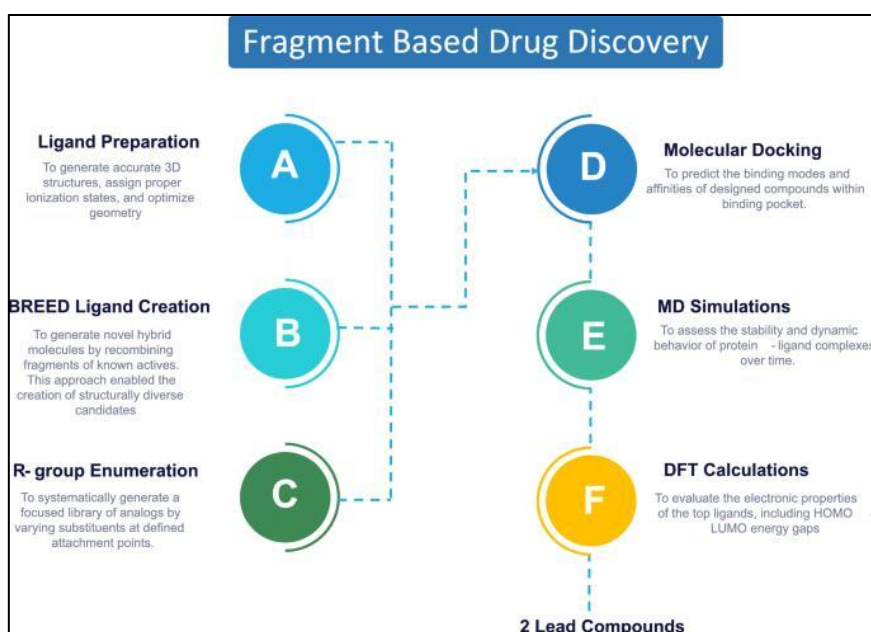 Fragment Based Drug Discovery
A
Ligand Preparation
To generate accurate 3D
structures, assign proper
ionization states, and optimize
geometry
B
BREED Ligand Creation
To generate novel hybrid
molecules by recombining
fragments of known actives.
This approach enabled the
creation of structurally diverse
candidates
C
R- group Enumeration
To systematically generate a
focused library of analogs by
varying substituents at defined
attachment points.
D
Molecular Docking
To predict the binding modes and
affinities of designed compounds within
binding pocket.
E
MD Simulations
To assess the stability and dynamic
behavior of protein - ligand complexes
over time.
F
DFT Calculations
To evaluate the electronic properties
of the top ligands, including HOMO -
LUMO energy gaps
2 Lead Compounds